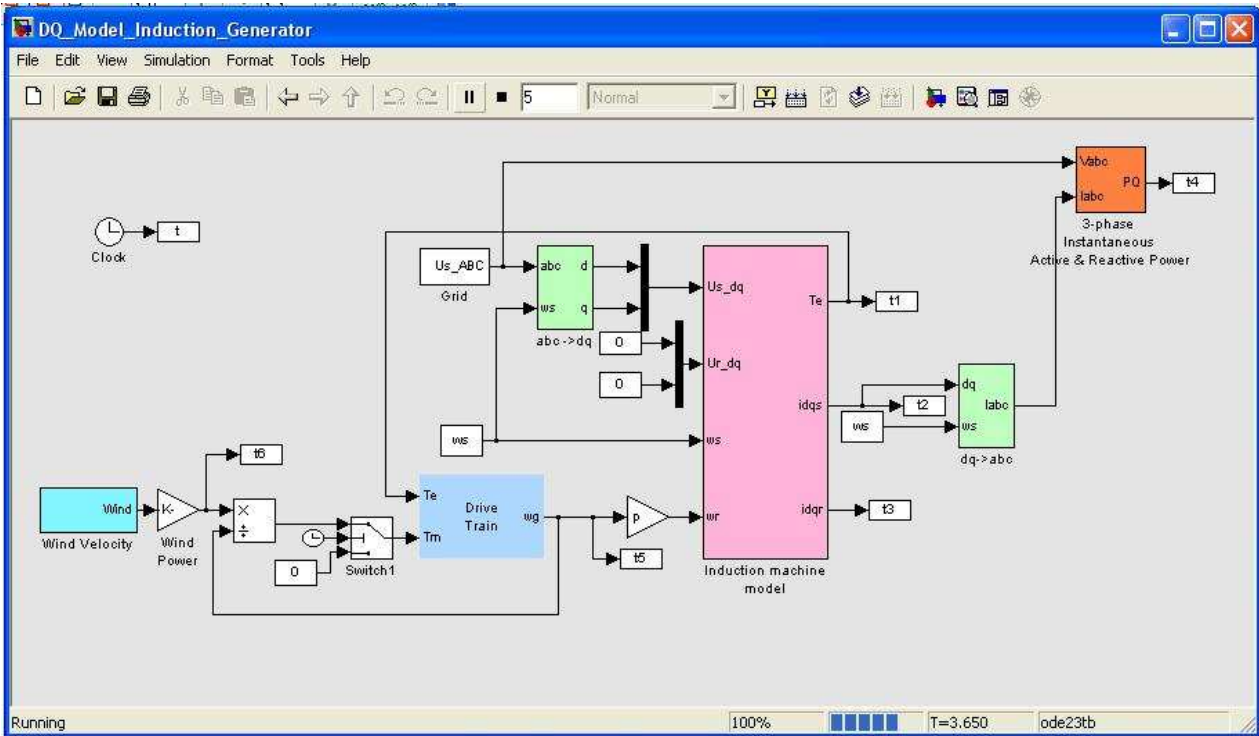 DQ_Model_Induction_Generator
File Edit View Simulation Format Tools Help
5 Normal
Vabc
Iabc
PQ
t4
3-phase
Instantaneous
Active & Reactive Power
t
Clock
Us_ABC
Grid
abc d
ws q
abc->dq
0
0
Us_dq
Ur_dq
ws
wr
Te
idqs
idqr
Induction machine
model
t1
t2
t3
ws
ws
dq
ws
Iabc
dq->abc
t6
Wind
Wind Velocity
K-
Wind
Power
×
÷
0
Switch1
Te
Tm
Drive
Train
wg
p
t5
Running 100% T=3.650 ode23tb